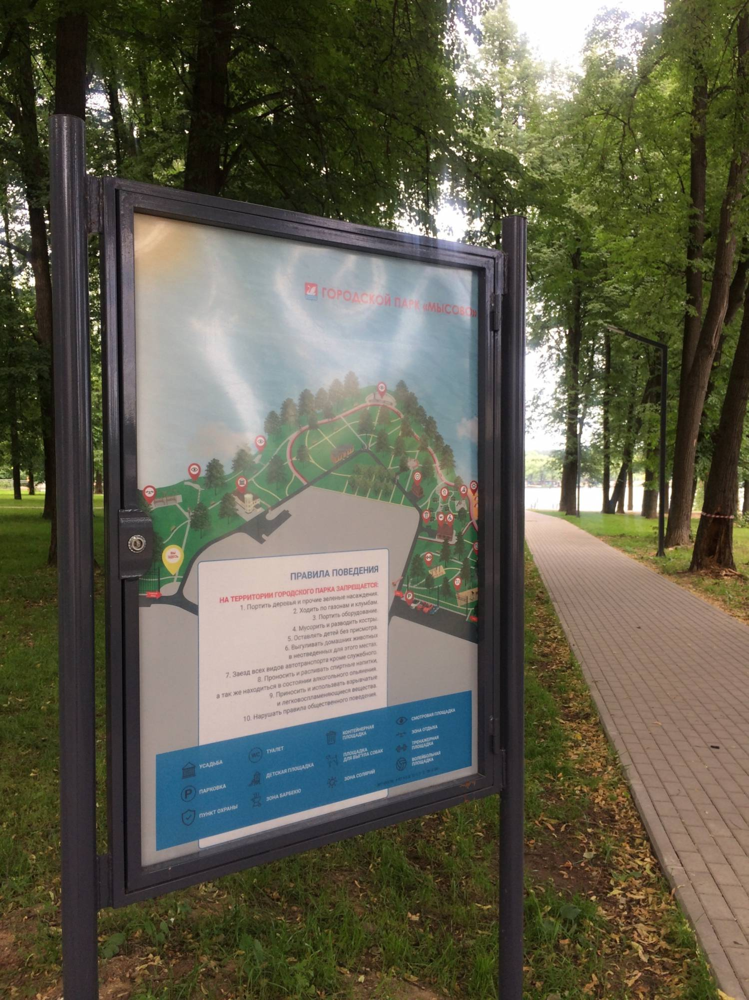 ГОРОДСКОЙ ПАРК «МЫСОВО»
ВЫ
ЗДЕСЬ
ПРАВИЛА ПОВЕДЕНИЯ
НА ТЕРРИТОРИИ ГОРОДСКОГО ПАРКА ЗАПРЕЩАЕТСЯ:
1. Портить деревья и прочие зеленые насаждения.
2. Ходить по газонам и клумбам.
3. Портить оборудование.
4. Мусорить и разводить костры.
5. Оставлять детей без присмотра.
6. Выгуливать домашних животных
в неотведенных для этого местах.
7. Заезд всех видов автотранспорта кроме служебного.
8. Проносить и распивать спиртные напитки,
а так же находиться в состоянии алкогольного опьянения.
9. Приносить и использвать взрывчатые
и легковоспламеняющиеся вещества.
10. Нарушать правила общественного поведения.
УСАДЬБА
P
ПАРКОВКА
ПУНКТ ОХРАНЫ
WC
ТУАЛЕТ
ДЕТСКАЯ ПЛОЩАДКА
ЗОНА БАРБЕКЮ
КОНТЕЙНЕРНАЯ
ПЛОЩАДКА
ПЛОЩАДКА
ДЛЯ ВЫГУЛА СОБАК
ЗОНА СОЛЯРИЙ
СМОТРОВАЯ ПЛОЩАДКА
ЗОНА ОТДЫХА
ТРЕНАЖЕРНАЯ
ПЛОЩАДКА
ВОЛЕЙБОЛЬНАЯ
ПЛОЩАДКА